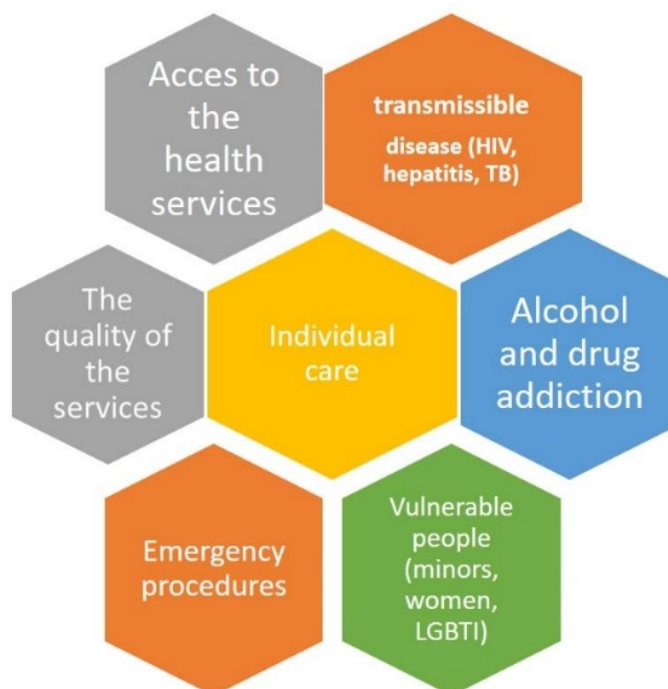 Acces to
the
health
services
transmissible
disease (HIV,
hepatitis, TB)
The
quality of
the
services
Individual
care
Alcohol
and drug
addiction
Emergency
procedures
Vulnerable
people
(minors,
women,
LGBTI)